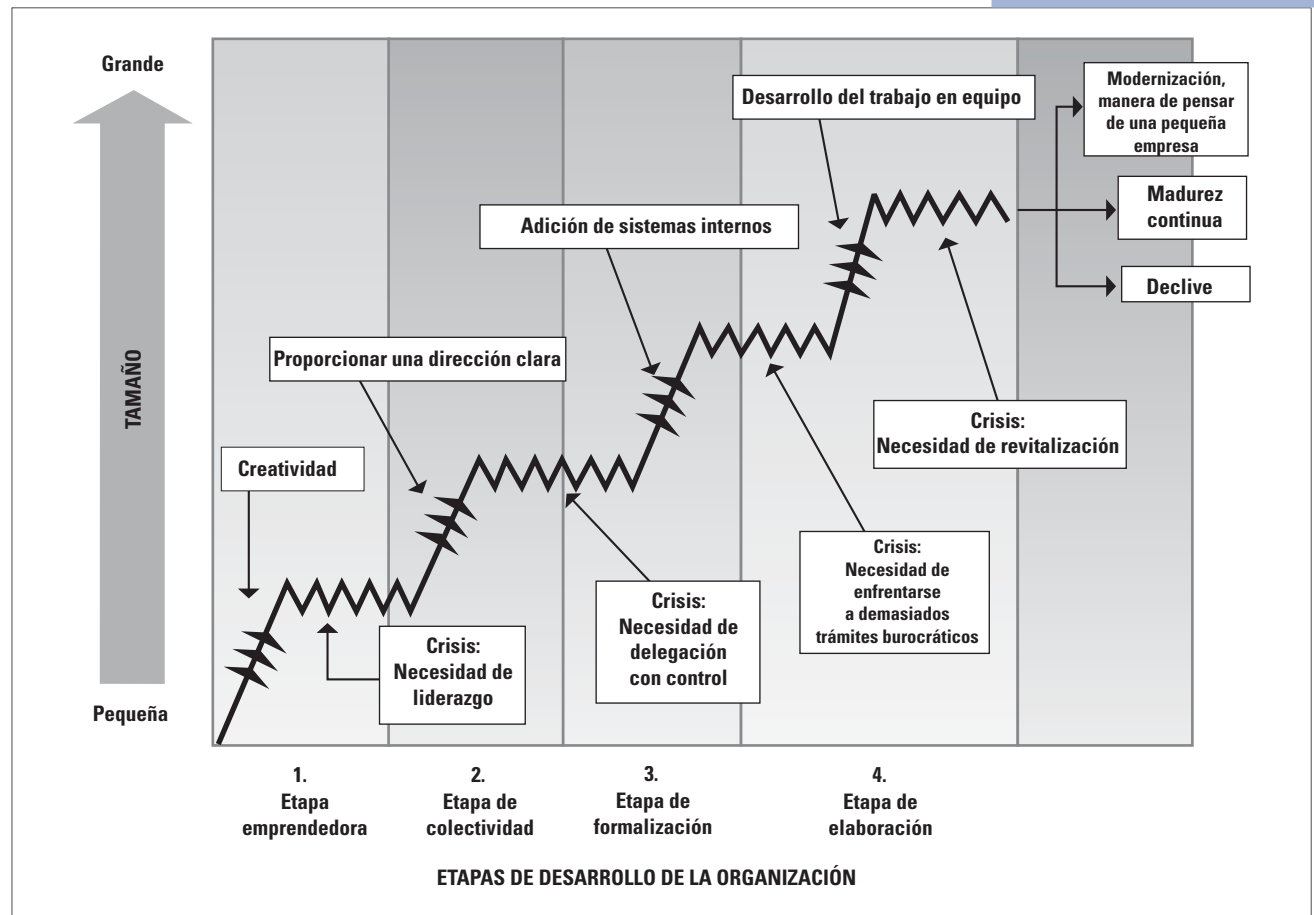 Grande
TAMAÑO
Pequeña
Creatividad
Crisis:
Necesidad de
liderazgo
Proporcionar una dirección clara
Crisis:
Necesidad de
delegación
con control
Adición de sistemas internos
Crisis:
Necesidad de
enfrentarse
a demasiados
trámites burocráticos
Desarrollo del trabajo en equipo
Crisis:
Necesidad de revitalización
Modernización,
manera de pensar
de una pequeña
empresa
Madurez
continua
Declive
1.
Etapa
emprendedora
2.
Etapa de
colectividad
3.
Etapa de
formalización
4.
Etapa de
elaboración
ETAPAS DE DESARROLLO DE LA ORGANIZACIÓN